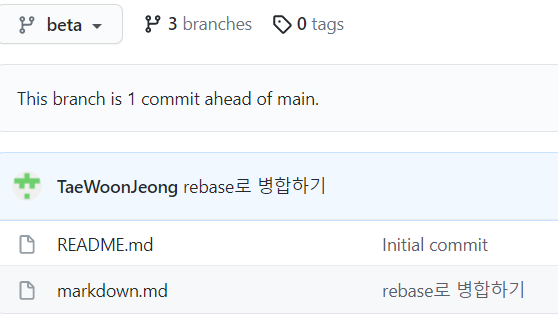 beta 3 branches 0 tags
This branch is 1 commit ahead of main.
TaeWoonJeong rebase로 병합하기
README.md Initial commit
markdown.md rebase로 병합하기